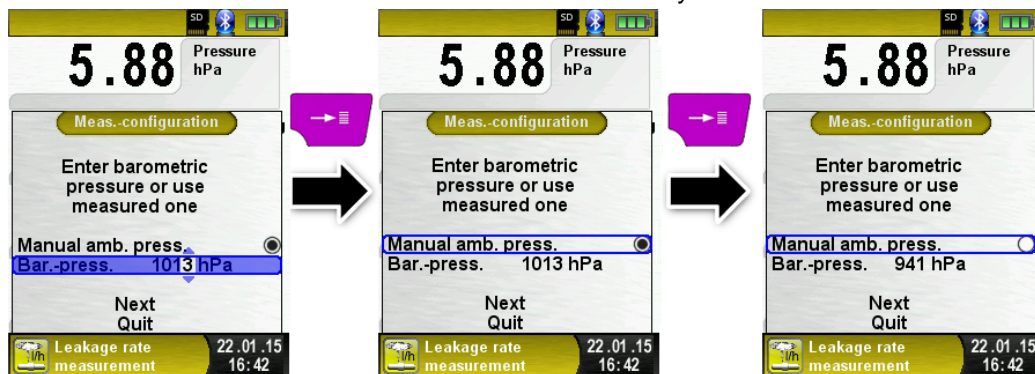 SD
5.88 Pressure
hPa
Meas.-configuration
Enter barometric
pressure or use
measured one
Manual amb. press.
Bar.-press. 1013 hPa
Next
Quit
l/h Leakage rate
measurement
22.01.15
16:42
SD
5.88 Pressure
hPa
Meas.-configuration
Enter barometric
pressure or use
measured one
Manual amb. press.
Bar.-press. 1013 hPa
Next
Quit
l/h Leakage rate
measurement
22.01.15
16:42
SD
5.88 Pressure
hPa
Meas.-configuration
Enter barometric
pressure or use
measured one
Manual amb. press.
Bar.-press. 941 hPa
Next
Quit
l/h Leakage rate
measurement
22.01.15
16:42